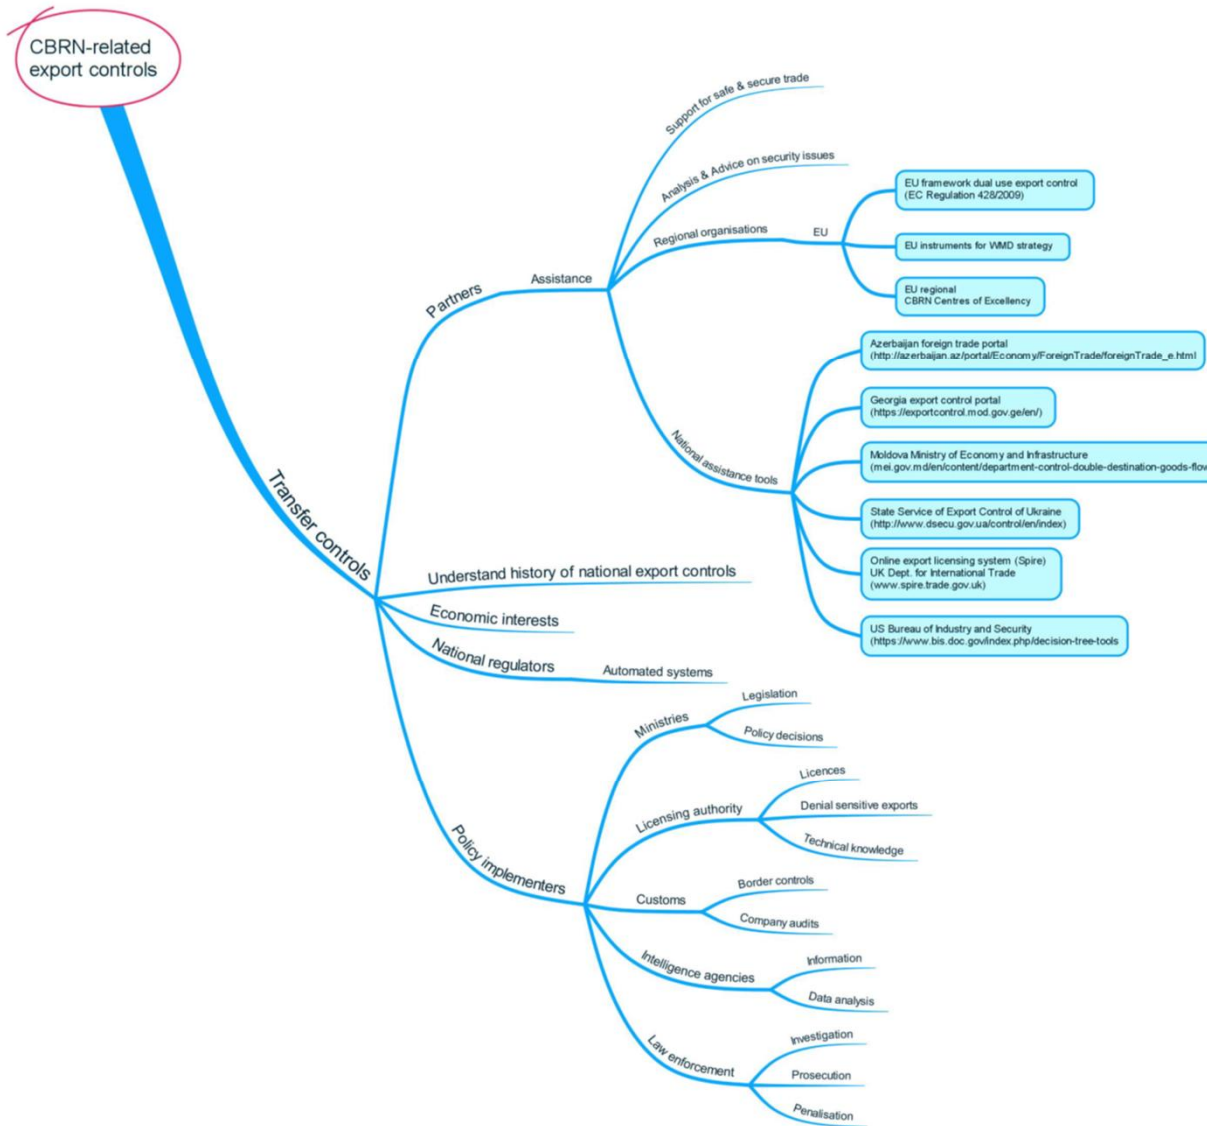 CBRN-related
export controls
Transfer controls
Partners
Assistance
Support for safe & secure trade
Analysis & Advice on security issues
Regional organisations
EU
EU framework dual use export control
(EC Regulation 428/2009)
EU instruments for WMD strategy
EU regional
CBRN Centres of Excellency
National assistance tools
Azerbaijan foreign trade portal
(http://azerbaijan.az/portal/Economy/ForeignTrade/foreignTrade_e.html
Georgia export control portal
(https://exportcontrol.mod.gov.ge/en/)
Moldova Ministry of Economy and Infrastructure
(mei.gov.md/en/content/department-control-double-destination-goods-flow
State Service of Export Control of Ukraine
(http://www.dsecu.gov.ua/control/en/index)
Online export licensing system (Spire)
UK Dept. for International Trade
(www.spire.trade.gov.uk)
US Bureau of Industry and Security
(https://www.bis.doc.gov/index.php/decision-tree-tools
Understand history of national export controls
Economic interests
National regulators
Automated systems
Policy implementers
Ministries
Legislation
Policy decisions
Licensing authority
Licences
Denial sensitive exports
Technical knowledge
Customs
Border controls
Company audits
Intelligence agencies
Information
Data analysis
Law enforcement
Investigation
Prosecution
Penalisation